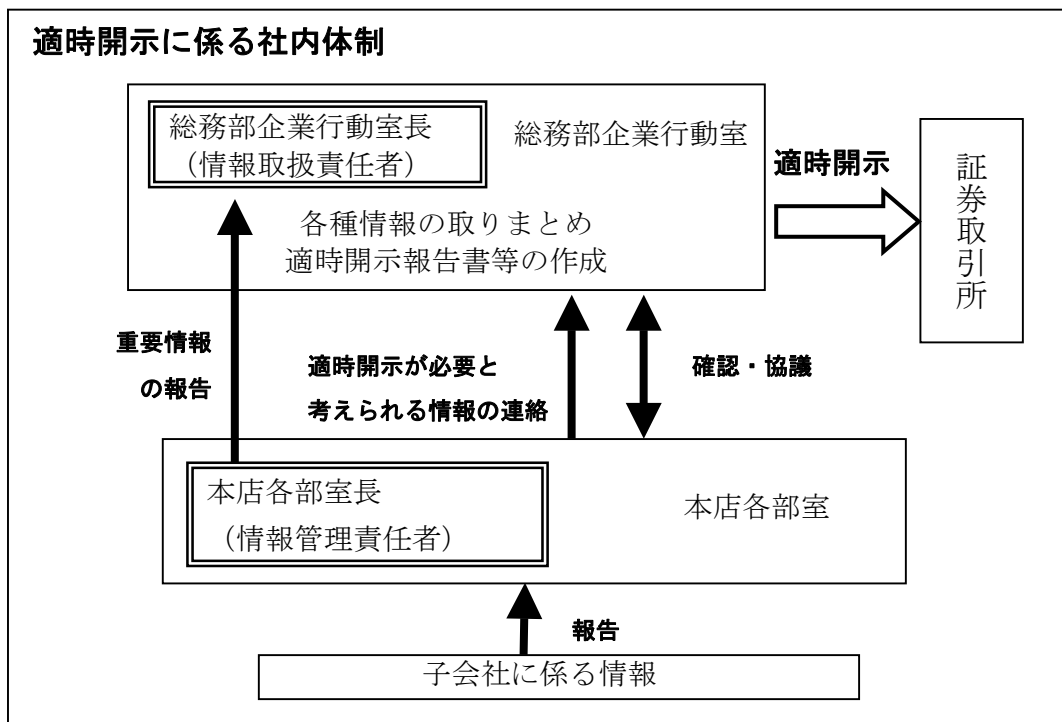 適時開示に係る社内体制
総務部企業行動室長
（情報取扱責任者）
総務部企業行動室
各種情報の取りまとめ
適時開示報告書等の作成
適時開示
証券取引所
重要情報
の報告
適時開示が必要と
考えられる情報の連絡
確認・協議
本店各部室長
（情報管理責任者）
本店各部室
報告
子会社に係る情報